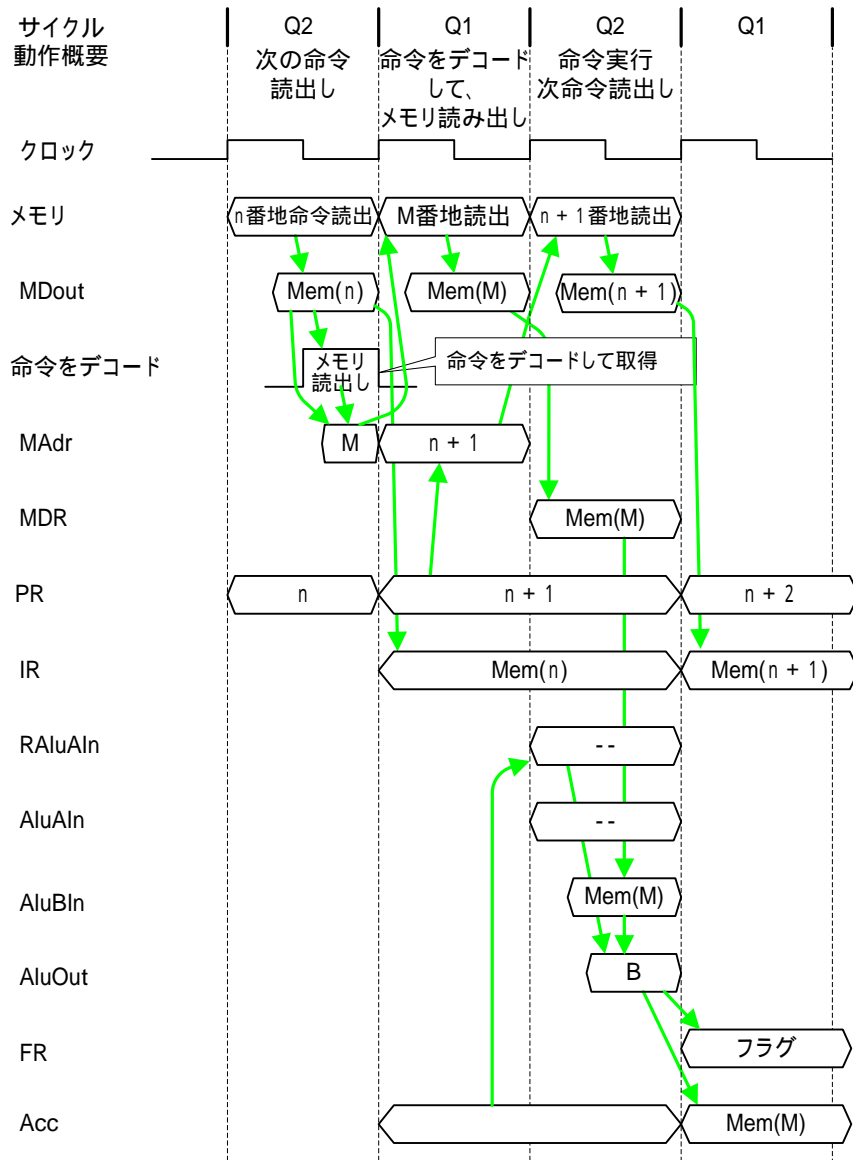 サイクル
Q2
Q1
Q2
Q1
動作概要
次の命令
読出し
命令をデコード
して、
メモリ読み出し
命令実行
次命令読出し
クロック
メモリ
n番地命令読出
M番地読出
n + 1番地読出
MDout
Mem(n)
Mem(M)
Mem(n + 1)
命令をデコード
メモリ
読出し
命令をデコードして取得
MAdr
M
n + 1
MDR
Mem(M)
PR
n
n + 1
n + 2
IR
Mem(n)
Mem(n + 1)
RAluAIn
--
AluAIn
--
AluBIn
Mem(M)
AluOut
B
FR
フラグ
Acc
Mem(M)